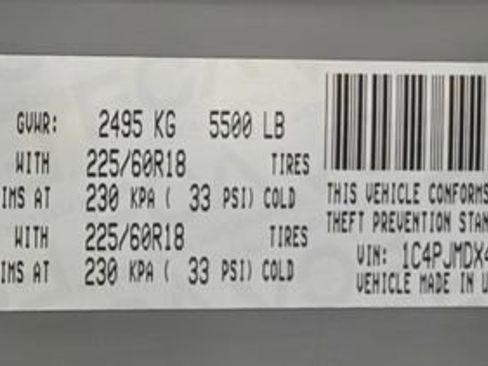 GVWR: 2495 KG 5500 LB
WITH 225/60R18 TIRES
IMS AT 230 KPA ( 33 PSI) COLD
WITH 225/60R18 TIRES
IMS AT 230 KPA ( 33 PSI) COLD
THIS VEHICLE CONFORMS
THEFT PREVENTION STAN
VIN: 1C4PJMDX4
VEHICLE MADE IN U